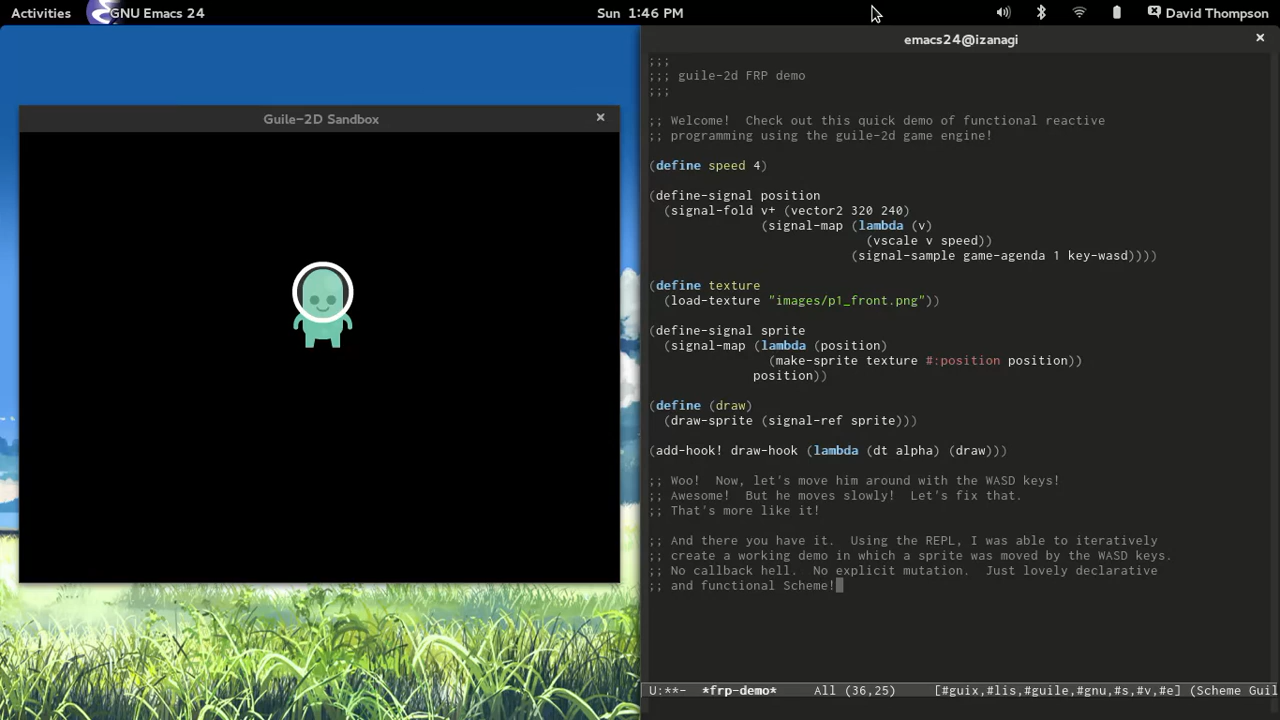 Activities GNU Emacs 24 Sun 1:46 PM David Thompson
Guile-2D Sandbox
emacs24@izanagi
;;;
;;; guile-2d FRP demo
;;;
;; Welcome!  Check out this quick demo of functional reactive
;; programming using the guile-2d game engine!
(define speed 4)
(define-signal position
  (signal-fold v+ (vector2 320 240)
               (signal-map (lambda (v)
                             (vscale v speed))
                           (signal-sample game-agenda 1 key-wasd))))
(define texture
  (load-texture "images/p1_front.png"))
(define-signal sprite
  (signal-map (lambda (position)
                (make-sprite texture #:position position))
              position))
(define (draw)
  (draw-sprite (signal-ref sprite)))
(add-hook! draw-hook (lambda (dt alpha) (draw)))
;; Woo!  Now, let's move him around with the WASD keys!
;; Awesome!  But he moves slowly!  Let's fix that.
;; That's more like it!
;; And there you have it.  Using the REPL, I was able to iteratively
;; create a working demo in which a sprite was moved by the WASD keys.
;; No callback hell.  No explicit mutation.  Just lovely declarative
;; and functional Scheme!
U:**-  *frp-demo*     All (36,25)     [#guix,#lis,#guile,#gnu,#s,#v,#e] (Scheme Guil